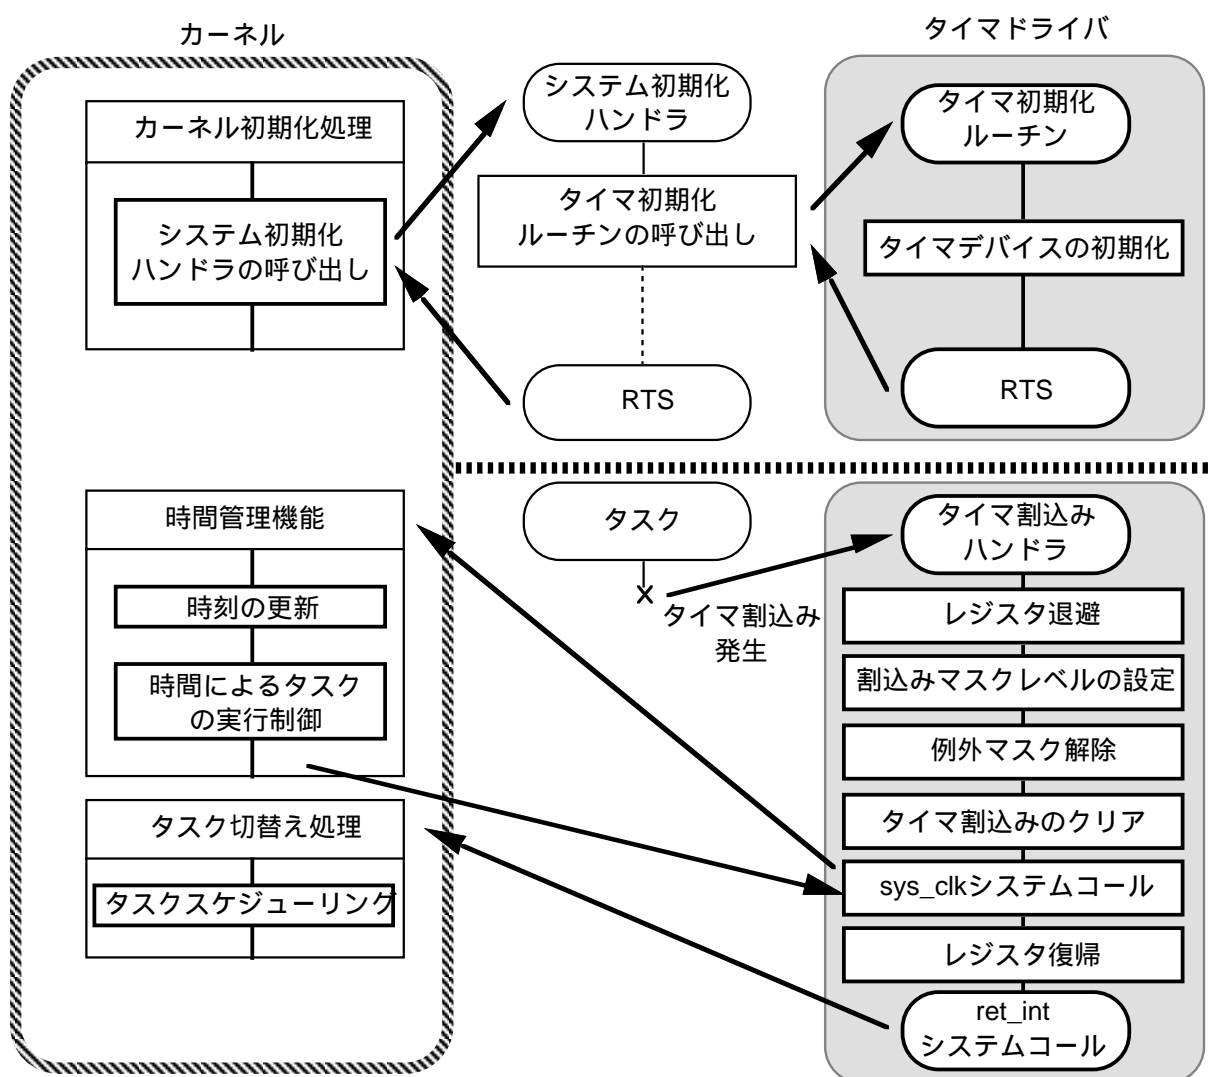 カーネル
タイマドライバ
カーネル初期化処理
システム初期化
ハンドラの呼び出し
システム初期化
ハンドラ
タイマ初期化
ルーチンの呼び出し
RTS
タイマ初期化
ルーチン
タイマデバイスの初期化
RTS
時間管理機能
時刻の更新
時間によるタスク
の実行制御
タスク切替え処理
タスクスケジューリング
タスク
タイマ割込み
発生
タイマ割込み
ハンドラ
レジスタ退避
割込みマスクレベルの設定
例外マスク解除
タイマ割込みのクリア
sys_clkシステムコール
レジスタ復帰
ret_int
システムコール